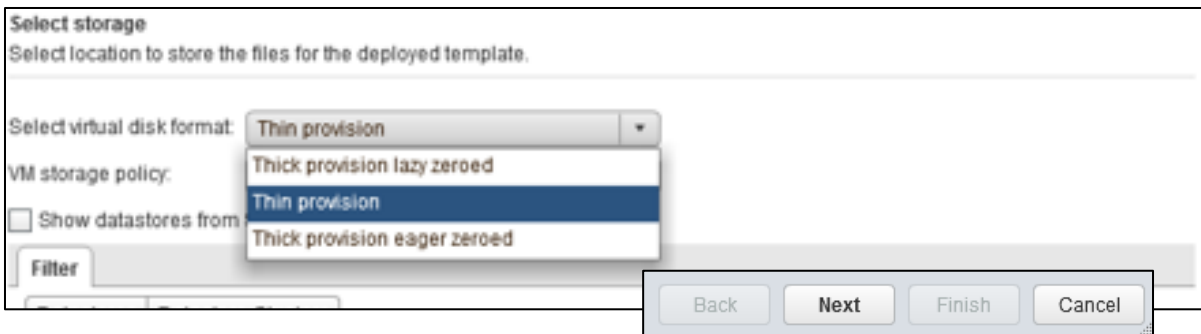 Select storage
Select location to store the files for the deployed template.
Select virtual disk format: Thin provision
Thick provision lazy zeroed
VM storage policy:
Thin provision
Show datastores from
Thick provision eager zeroed
Filter
Back Next Finish Cancel